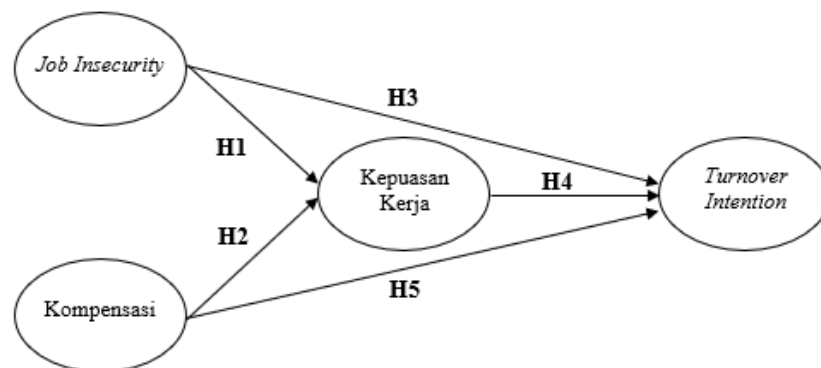 Job Insecurity
H3
H1
Kepuasan
Kerja
H4
Turnover
Intention
H2
Kompensasi
H5